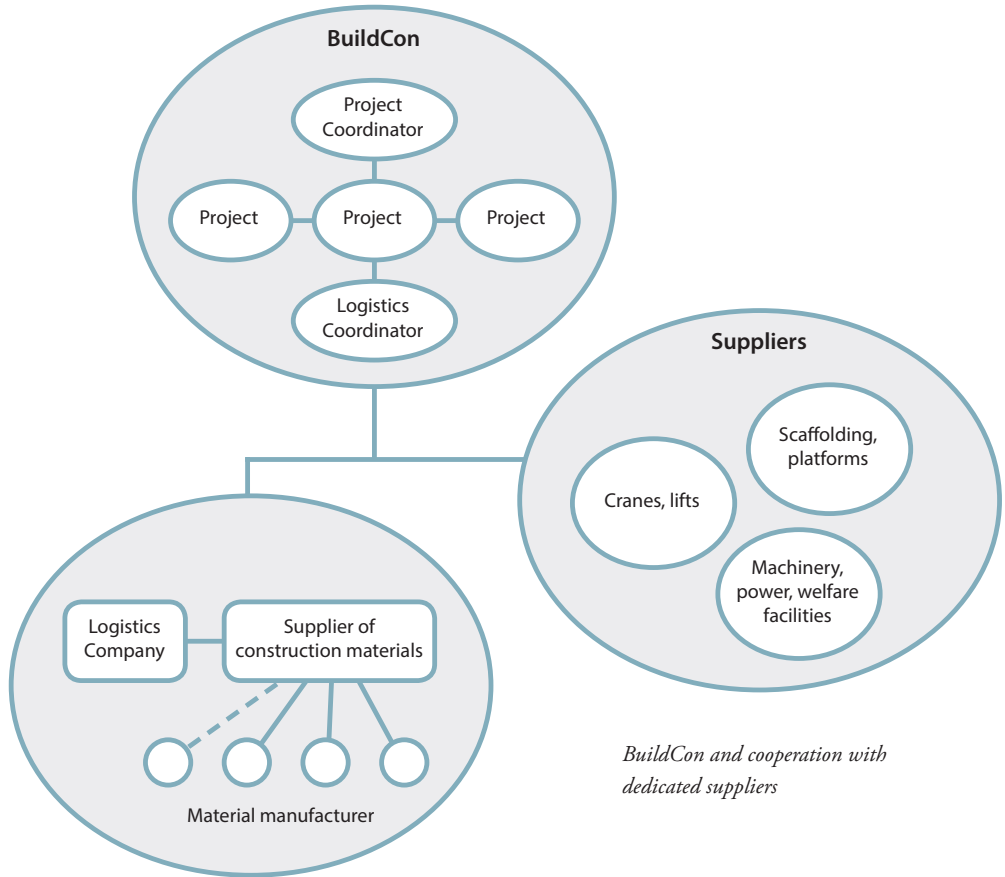 BuildCon
Project
Coordinator
Project
Project
Project
Logistics
Coordinator
Suppliers
Scaffolding,
platforms
Cranes, lifts
Machinery,
power, welfare
facilities
Logistics
Company
Supplier of
construction materials
Material manufacturer
BuildCon and cooperation with
dedicated suppliers